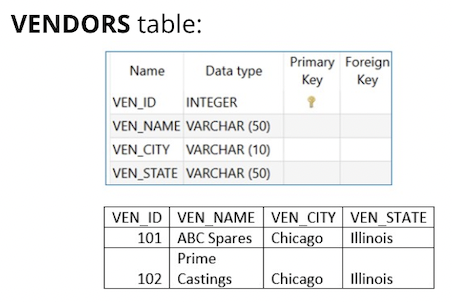 VENDORS table:
Name Data type Primary Key Foreign Key
VEN_ID INTEGER
VEN_NAME VARCHAR (50)
VEN_CITY VARCHAR (10)
VEN_STATE VARCHAR (50)
VEN_ID VEN_NAME VEN_CITY VEN_STATE
101 ABC Spares Chicago Illinois
102 Prime Castings Chicago Illinois